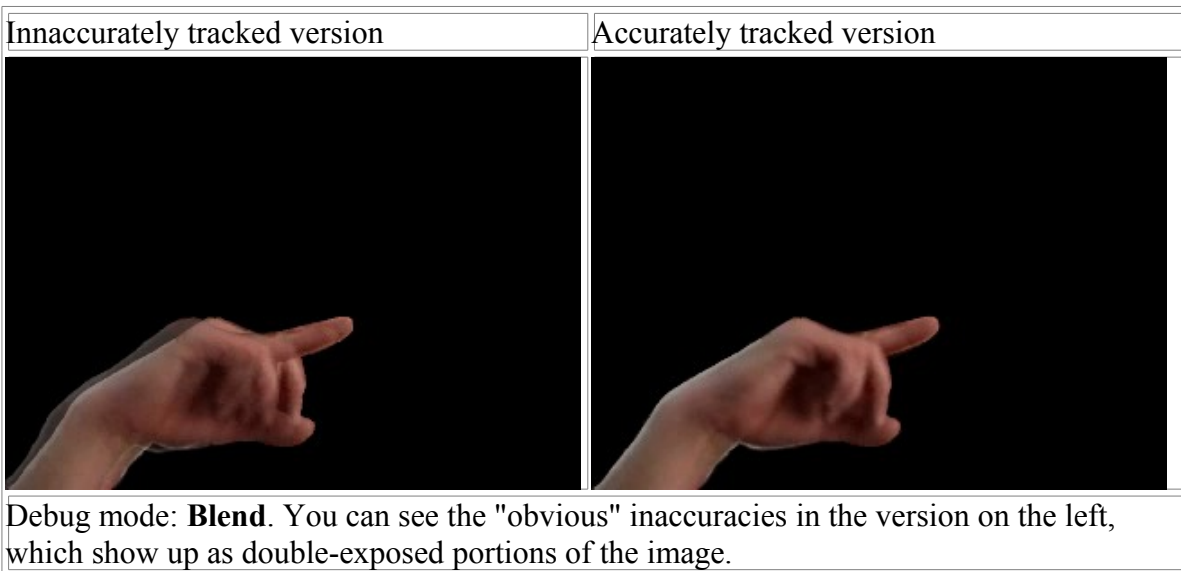 Innaccurately tracked version
Accurately tracked version
Debug mode: Blend. You can see the "obvious" inaccuracies in the version on the left,
which show up as double-exposed portions of the image.